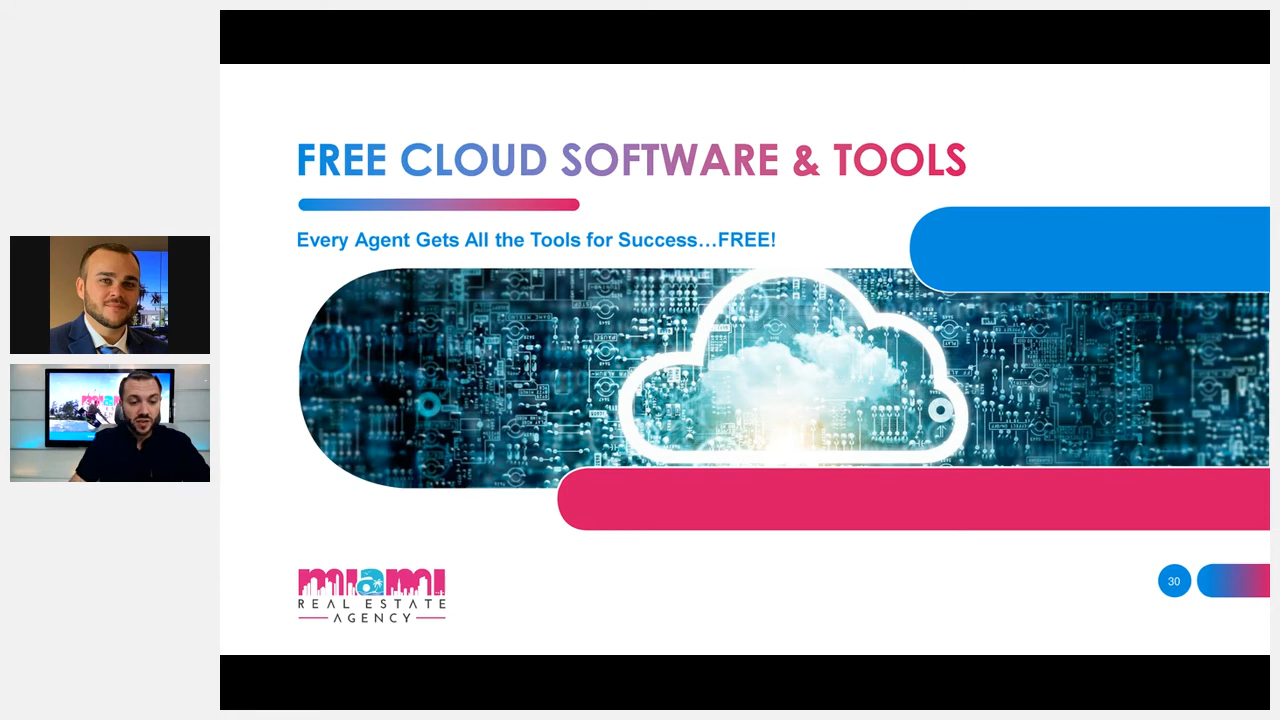 FREE CLOUD SOFTWARE & TOOLS
Every Agent Gets All the Tools for Success...FREE!
miami
REAL ESTATE
AGENCY
30